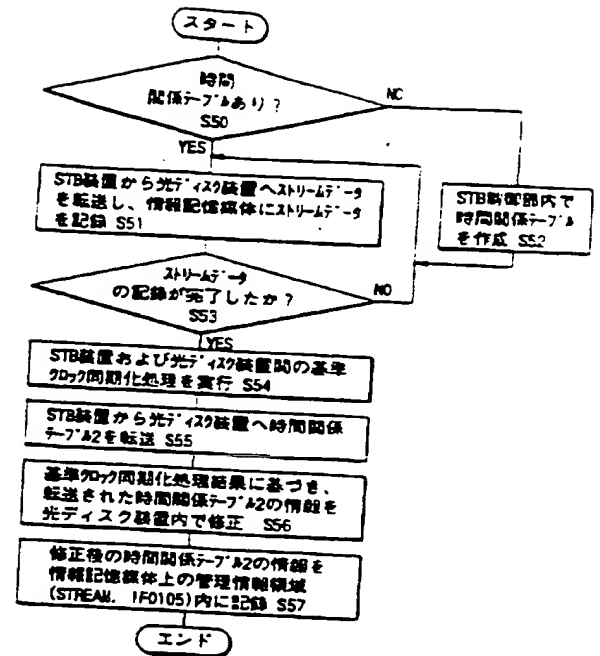 スタート
時間
関係テーブルあり?
S50
NO
YES
STB装置から光ディスク装置へストリームデータ
を転送し、情報記憶媒体にストリームデータ
を記録 S51
STB制御部内で
時間関係テーブル
を作成 S52
ストリームデータ
の記録が完了したか?
S53
NO
YES
STB装置および光ディスク装置間の基準
クロック同期化処理を実行 S54
STB装置から光ディスク装置へ時間関係
テーブル2を転送 S55
基準クロック同期化処理結果に基づき、
転送された時間関係テーブル2の情報を
光ディスク装置内で修正 S56
修正後の時間関係テーブル2の情報を
情報記憶媒体上の管理情報領域
(STREAM. IFO105)内に記録 S57
エンド